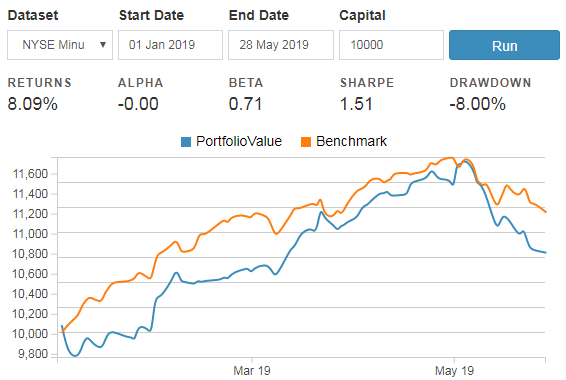 Dataset Start Date End Date Capital
NYSE Minu 01 Jan 2019 28 May 2019 10000 Run
RETURNS ALPHA BETA SHARPE DRAWDOWN
8.09% -0.00 0.71 1.51 -8.00%
PortfolioValue Benchmark
11,600
11,400
11,200
11,000
10,800
10,600
10,400
10,200
10,000
9,800
Mar 19 May 19